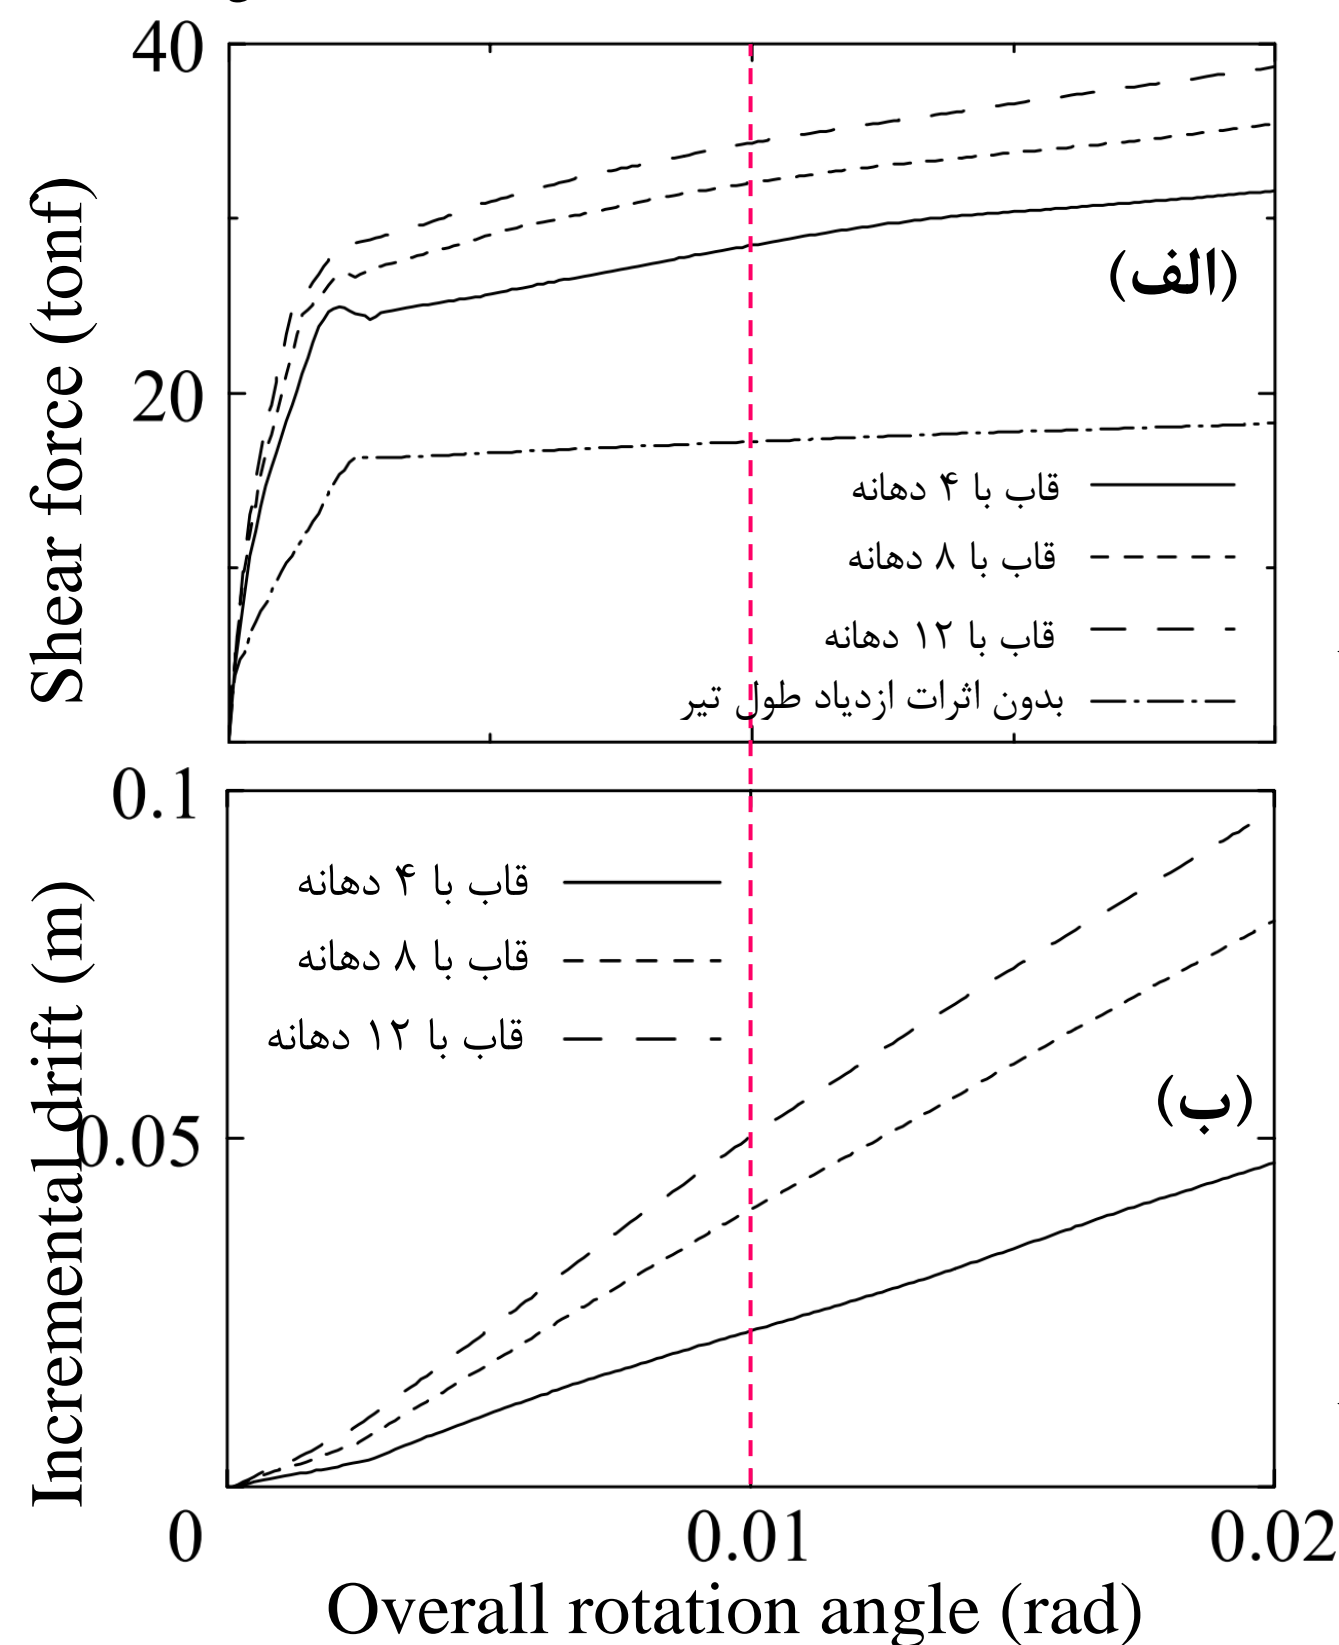 40
20
Shear force (tonf)
(الف)
قاب با ۴ دهانه
قاب با ۸ دهانه
قاب با ۱۲ دهانه
بدون اثرات ازدیاد طول تیر
0.1
0.05
Incremental drift (m)
قاب با ۴ دهانه
قاب با ۸ دهانه
قاب با ۱۲ دهانه
(ب)
0 0.01 0.02
Overall rotation angle (rad)